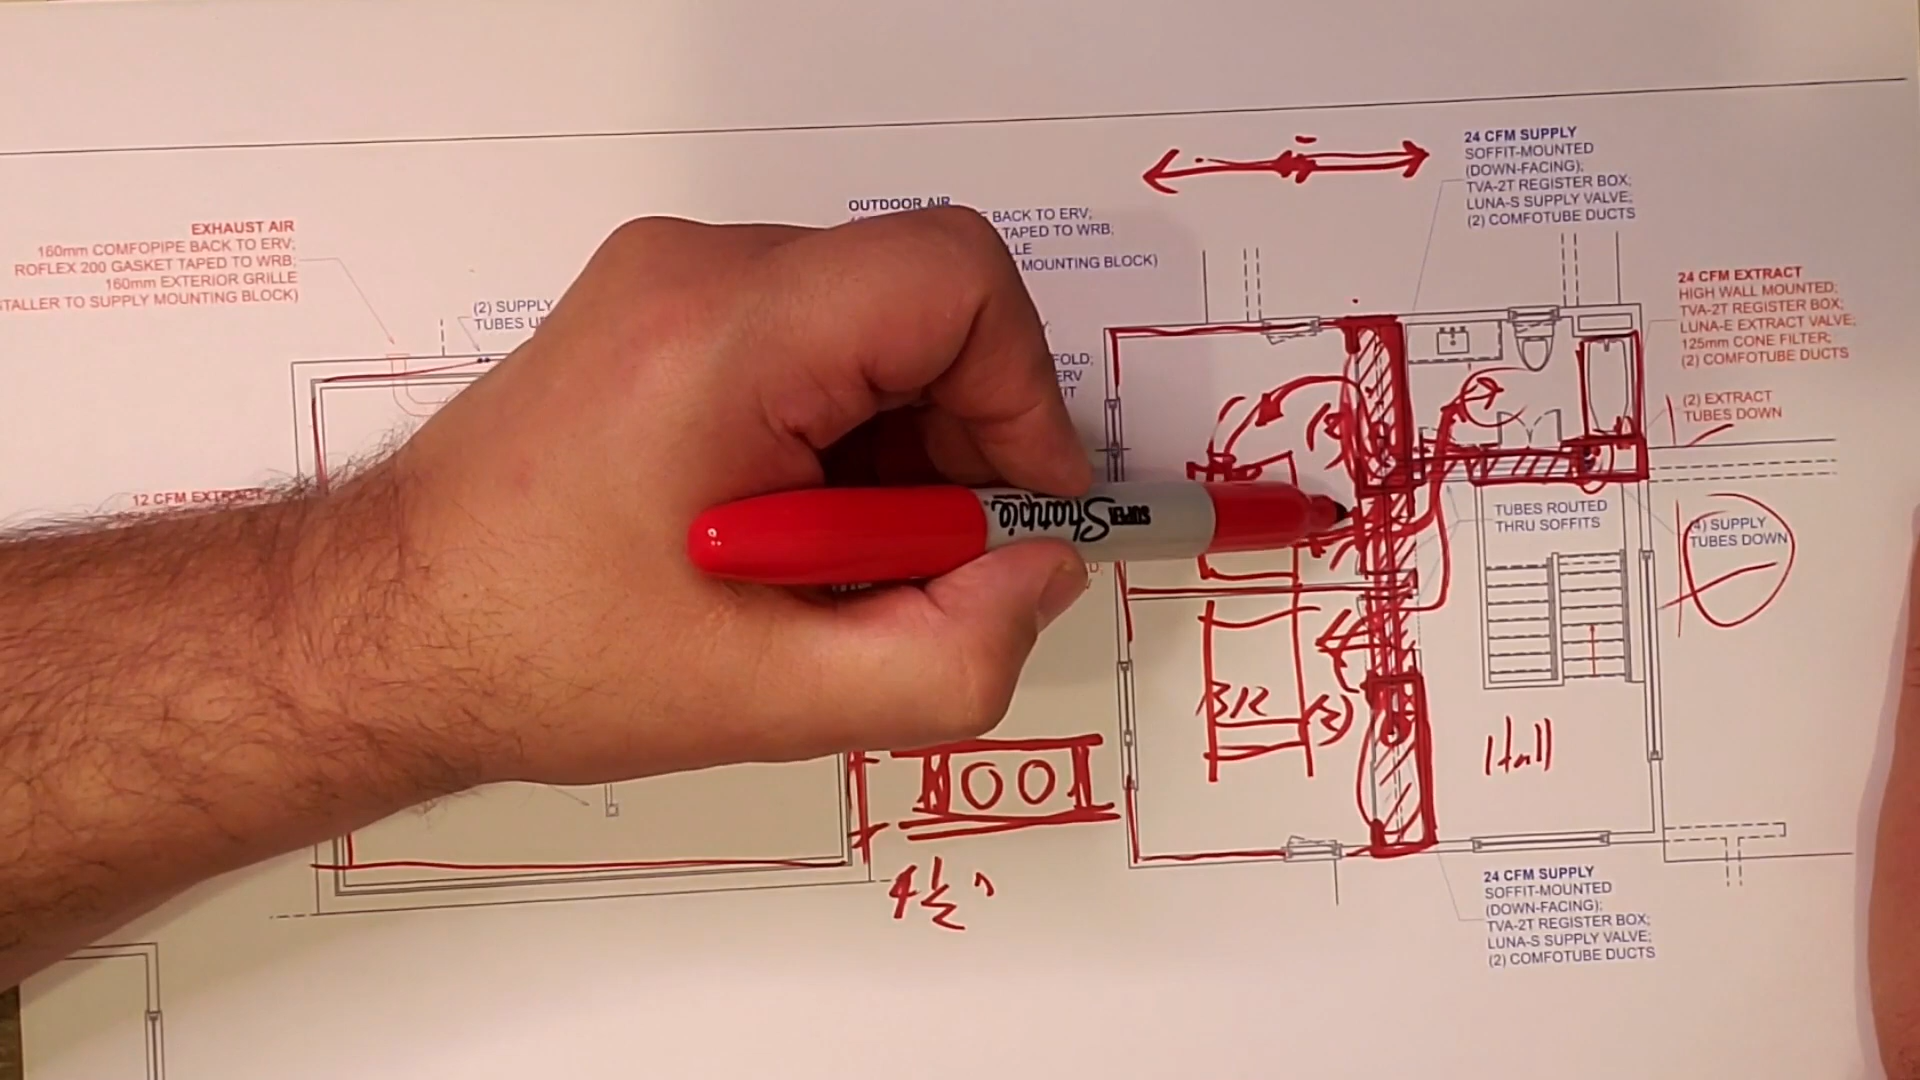 EXHAUST AIR
160mm COMFOPIPE BACK TO ERV;
ROFLEX 200 GASKET TAPED TO WRB;
160mm EXTERIOR GRILLE
STALLER TO SUPPLY MOUNTING BLOCK)
(2) SUPPLY
TUBES
12 CFM EXTRACT
OUTDOOR AIR
BACK TO ERV;
TAPED TO WRB;
MOUNTING BLOCK)
24 CFM SUPPLY
SOFFIT-MOUNTED
(DOWN-FACING);
TVA-2T REGISTER BOX;
LUNA-S SUPPLY VALVE;
(2) COMFOTUBE DUCTS
24 CFM EXTRACT
HIGH WALL MOUNTED;
TVA-2T REGISTER BOX;
LUNA-E EXTRACT VALVE;
125mm CONE FILTER;
(2) COMFOTUBE DUCTS
(2) EXTRACT
TUBES DOWN
TUBES ROUTED
THRU SOFFITS
(4) SUPPLY
TUBES DOWN
SUPER Sharpie
(2)
BR
(2)
Hall
4 1/2"
24 CFM SUPPLY
SOFFIT-MOUNTED
(DOWN-FACING);
TVA-2T REGISTER BOX;
LUNA-S SUPPLY VALVE;
(2) COMFOTUBE DUCTS